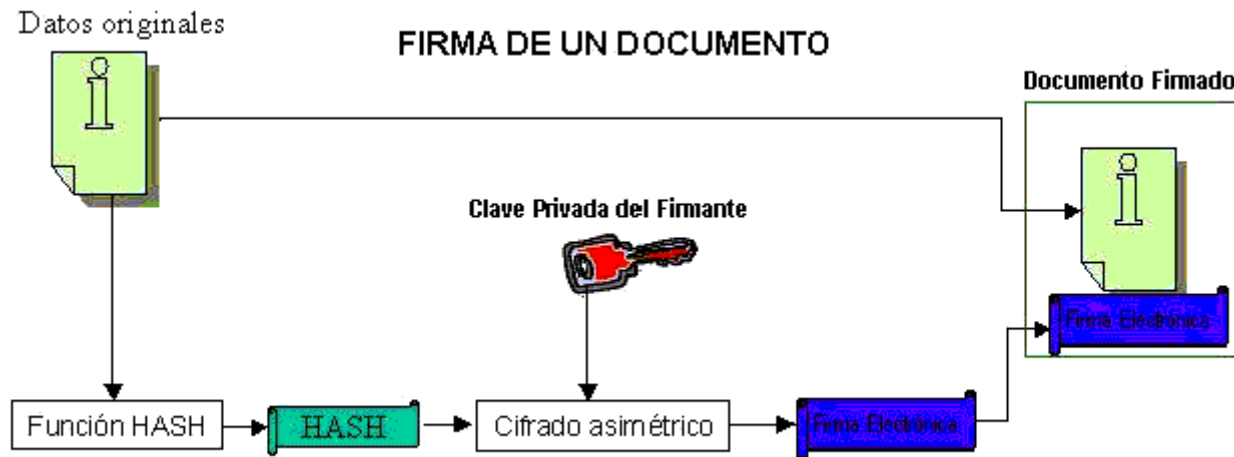 Datos originales
FIRMA DE UN DOCUMENTO
Documento Firmado
Clave Privada del Firmante
Firma Electrónica
Función HASH
HASH
Cifrado asimétrico
Firma Electrónica